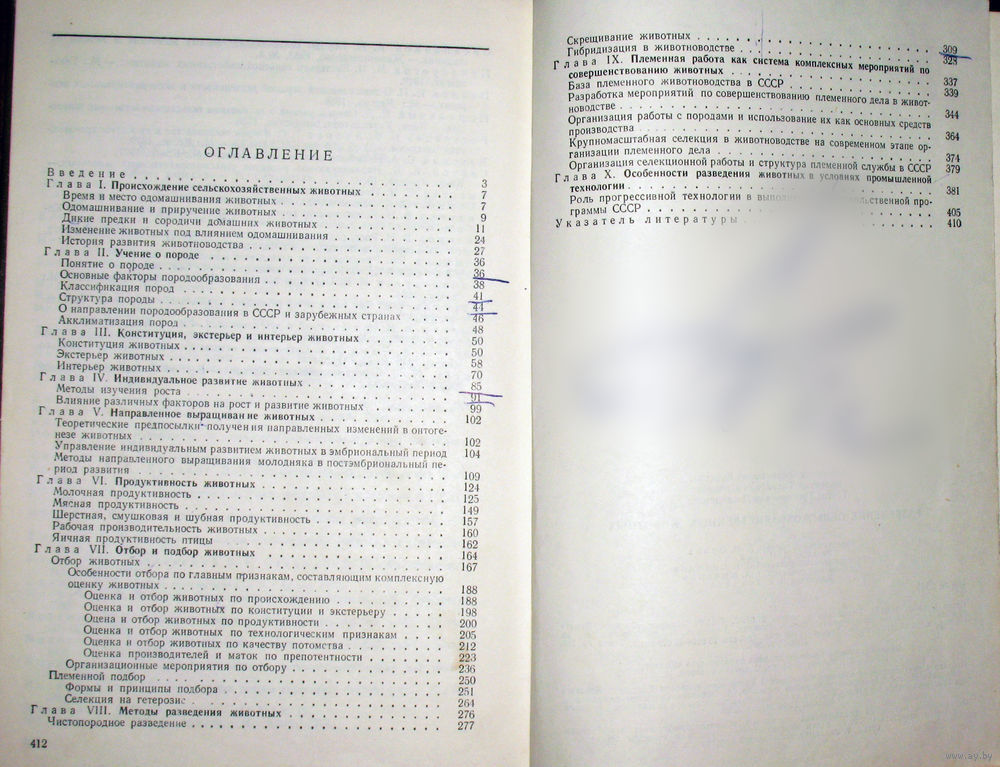 ОГЛАВЛЕНИЕ
Введение 3
Глава I. Происхождение сельскохозяйственных животных 7
Время и место одомашнивания животных 7
Одомашнивание и приручение животных 9
Дикие предки и сородичи домашних животных 11
Изменение животных под влиянием одомашнивания 24
История развития животноводства 27
Глава II. Учение о породе 36
Понятие о породе 36
Основные факторы породообразования 38
Классификация пород 41
Структура породы 44
О направлении породообразования в СССР и зарубежных странах 46
Акклиматизация пород 48
Глава III. Конституция, экстерьер и интерьер животных 50
Конституция животных 50
Экстерьер животных 58
Интерьер животных 70
Глава IV. Индивидуальное развитие животных 85
Методы изучения роста 91
Влияние различных факторов на рост и развитие животных 99
Глава V. Направленное выращивание животных 102
Теоретические предпосылки получения направленных изменений в онтоге-
незе животных 102
Управление индивидуальным развитием животных в эмбриональный период 104
Методы направленного выращивания молодняка в постэмбриональный пе-
риод развития 109
Глава VI. Продуктивность животных 124
Молочная продуктивность 125
Мясная продуктивность 149
Шерстная, смушковая и шубная продуктивность 157
Рабочая производительность животных 160
Яичная продуктивность птицы 162
Глава VII. Отбор и подбор животных 164
Отбор животных 167
Особенности отбора по главным признакам, составляющим комплексную
оценку животных 188
Оценка и отбор животных по происхождению 188
Оценка и отбор животных по конституции и экстерьеру 198
Оцена и отбор животных по продуктивности 200
Оценка и отбор животных по технологическим признакам 205
Оценка и отбор животных по качеству потомства 212
Оценка производителей и маток по препотентности 223
Организационные мероприятия по отбору 236
Племенной подбор 250
Формы и принципы подбора 251
Селекция на гетерозис 264
Глава VIII. Методы разведения животных 276
Чистопородное разведение 277
412
Скрещивание животных 309
Гибридизация в животноводстве 323
Глава IX. Племенная работа как система комплексных мероприятий по
совершенствованию животных 337
База племенного животноводства в СССР 339
Разработка мероприятий по совершенствованию племенного дела в живот-
новодстве 344
Организация работы с породами и использование их как основных средств
производства 364
Крупномасштабная селекция в животноводстве на современном этапе ор-
ганизации племенного дела 374
Организация селекционной работы и структура племенной службы в СССР 379
Глава X. Особенности разведения животных в условиях промышленной
технологии 381
Роль прогрессивной технологии в про-
граммы СССР 405
Указатель литературы 410
www.ay.by